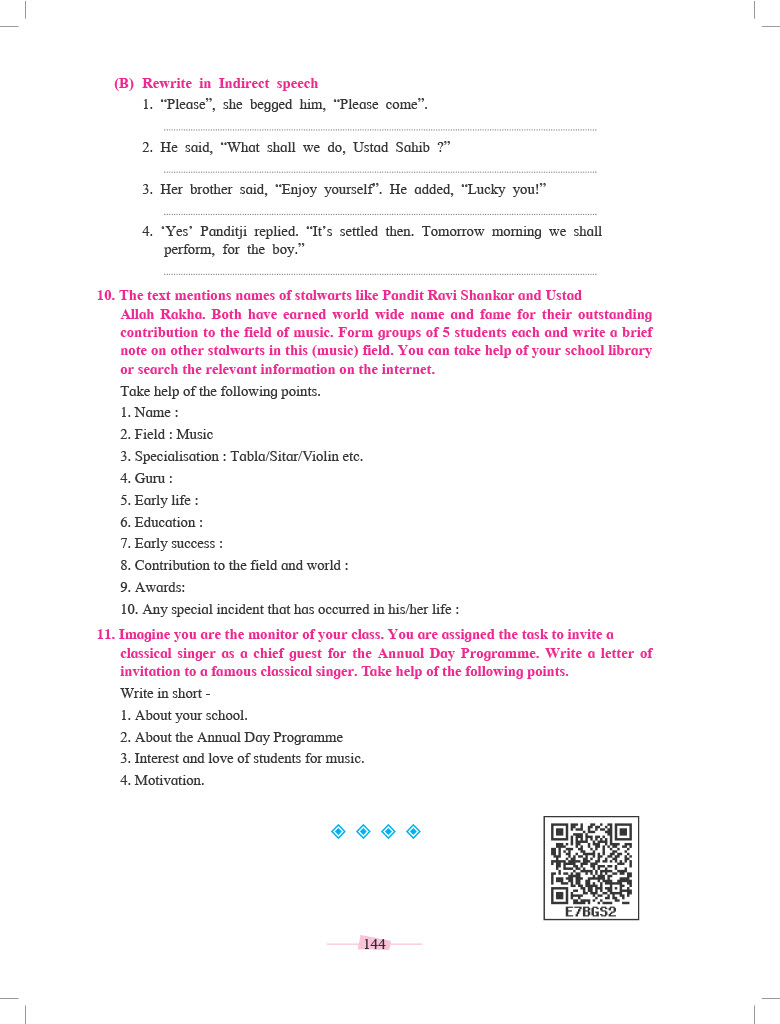 (B) Rewrite in Indirect speech
1. “Please”, she begged him, “Please come”.
2. He said, “What shall we do, Ustad Sahib ?”
3. Her brother said, “Enjoy yourself”. He added, “Lucky you!”
4. ‘Yes’ Panditji replied. “It’s settled then. Tomorrow morning we shall
perform, for the boy.”
10. The text mentions names of stalwarts like Pandit Ravi Shankar and Ustad
Allah Rakha. Both have earned world wide name and fame for their outstanding
contribution to the field of music. Form groups of 5 students each and write a brief
note on other stalwarts in this (music) field. You can take help of your school library
or search the relevant information on the internet.
Take help of the following points.
1. Name :
2. Field : Music
3. Specialisation : Tabla/Sitar/Violin etc.
4. Guru :
5. Early life :
6. Education :
7. Early success :
8. Contribution to the field and world :
9. Awards:
10. Any special incident that has occurred in his/her life :
11. Imagine you are the monitor of your class. You are assigned the task to invite a
classical singer as a chief guest for the Annual Day Programme. Write a letter of
invitation to a famous classical singer. Take help of the following points.
Write in short -
1. About your school.
2. About the Annual Day Programme
3. Interest and love of students for music.
4. Motivation.
E7BGS2
144